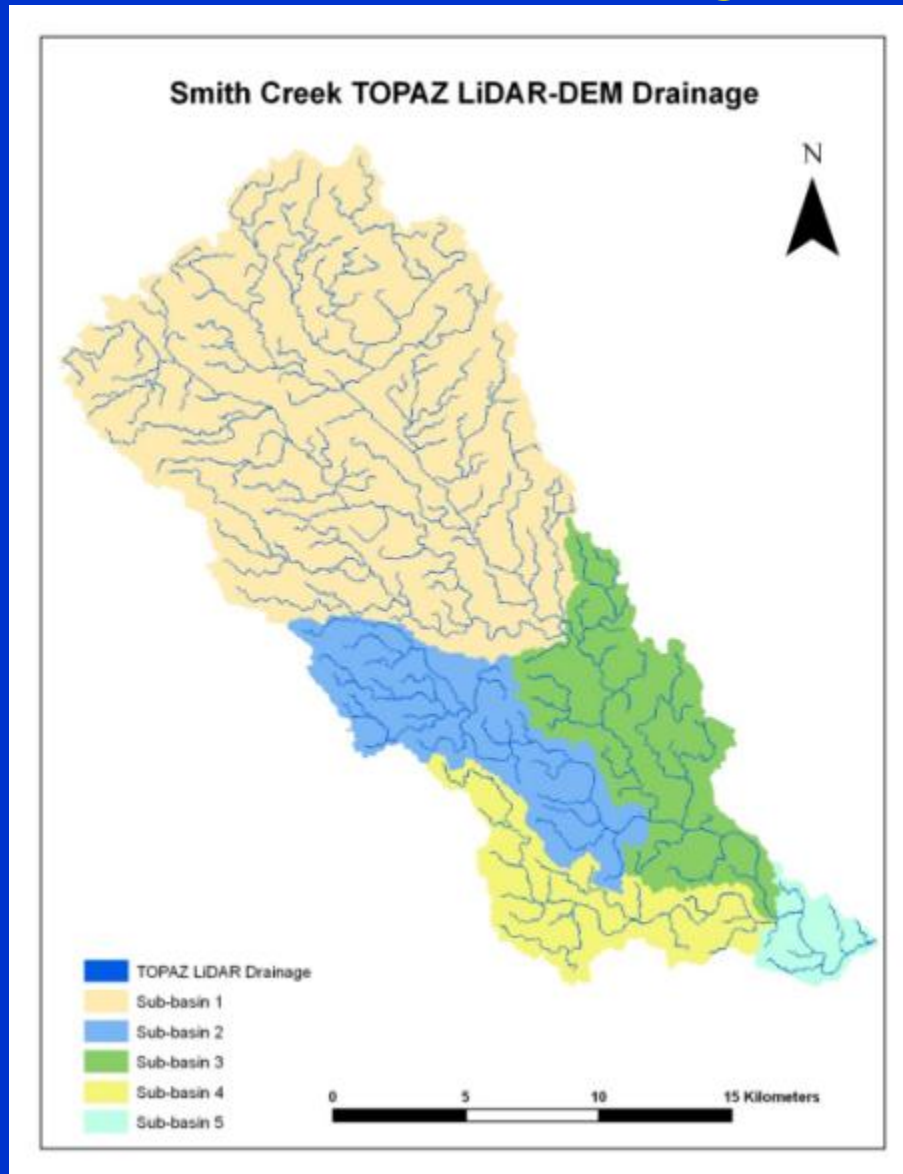 Smith Creek TOPAZ LiDAR-DEM Drainage
N
TOPAZ LiDAR Drainage
Sub-basin 1
Sub-basin 2
Sub-basin 3
Sub-basin 4
Sub-basin 5
0 5 10 15 Kilometers